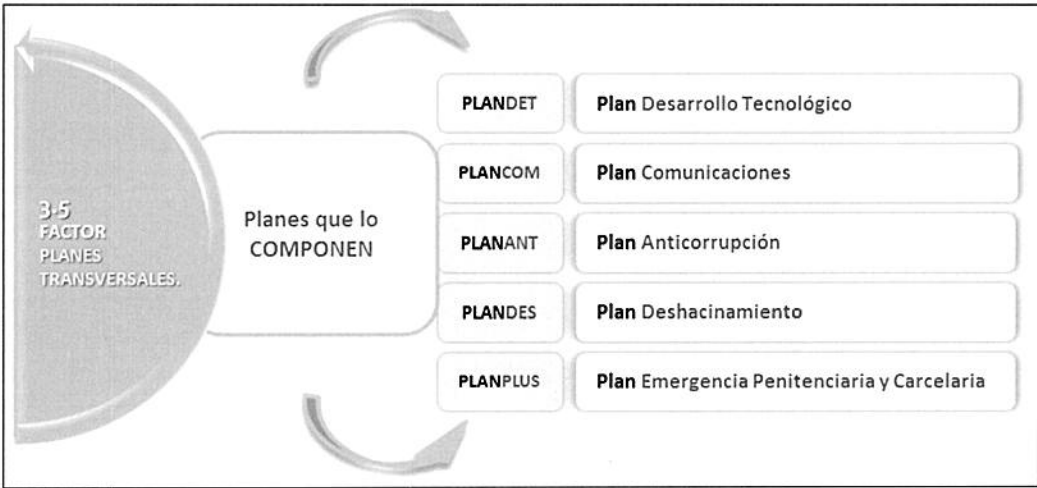 3-5
FACTOR
PLANES
TRANSVERSALES.
Planes que lo
COMPONEN
PLANDET
Plan Desarrollo Tecnológico
PLANCOM
Plan Comunicaciones
PLANANT
Plan Anticorrupción
PLANDES
Plan Deshacinamiento
PLANPLUS
Plan Emergencia Penitenciaria y Carcelaria